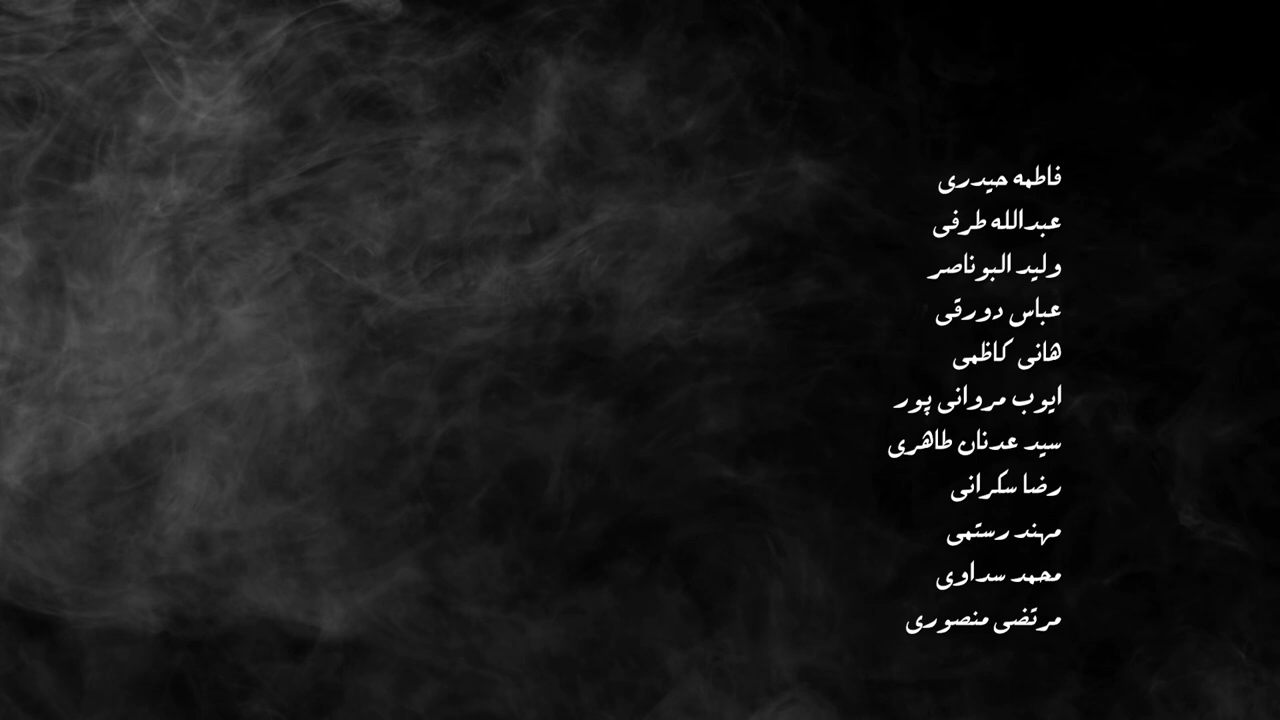 فاطمه حیدری
عبدالله طرفی
ولید البوناصر
عباس دورقی
هانی کاظمی
ایوب مروانی پور
سید عدنان طاهری
رضا سکرانی
مهند رستمی
محمد سداوی
مرتضی منصوری